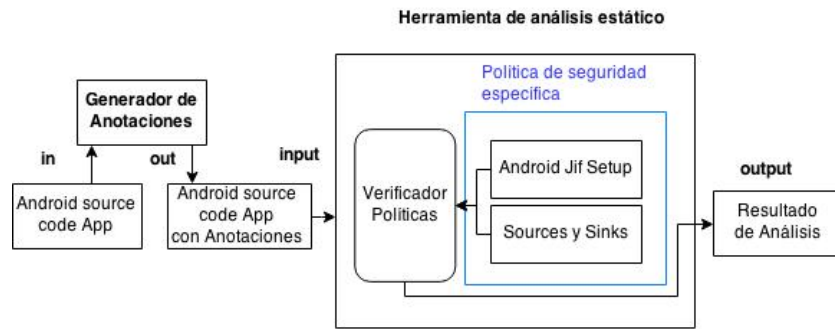 Herramienta de análisis estático
Política de seguridad
específica
Generador de
Anotaciones
in
out
input
output
Android source
code App
Android source
code App
con Anotaciones
Verificador
Políticas
Android Jif Setup
Sources y Sinks
Resultado
de Análisis